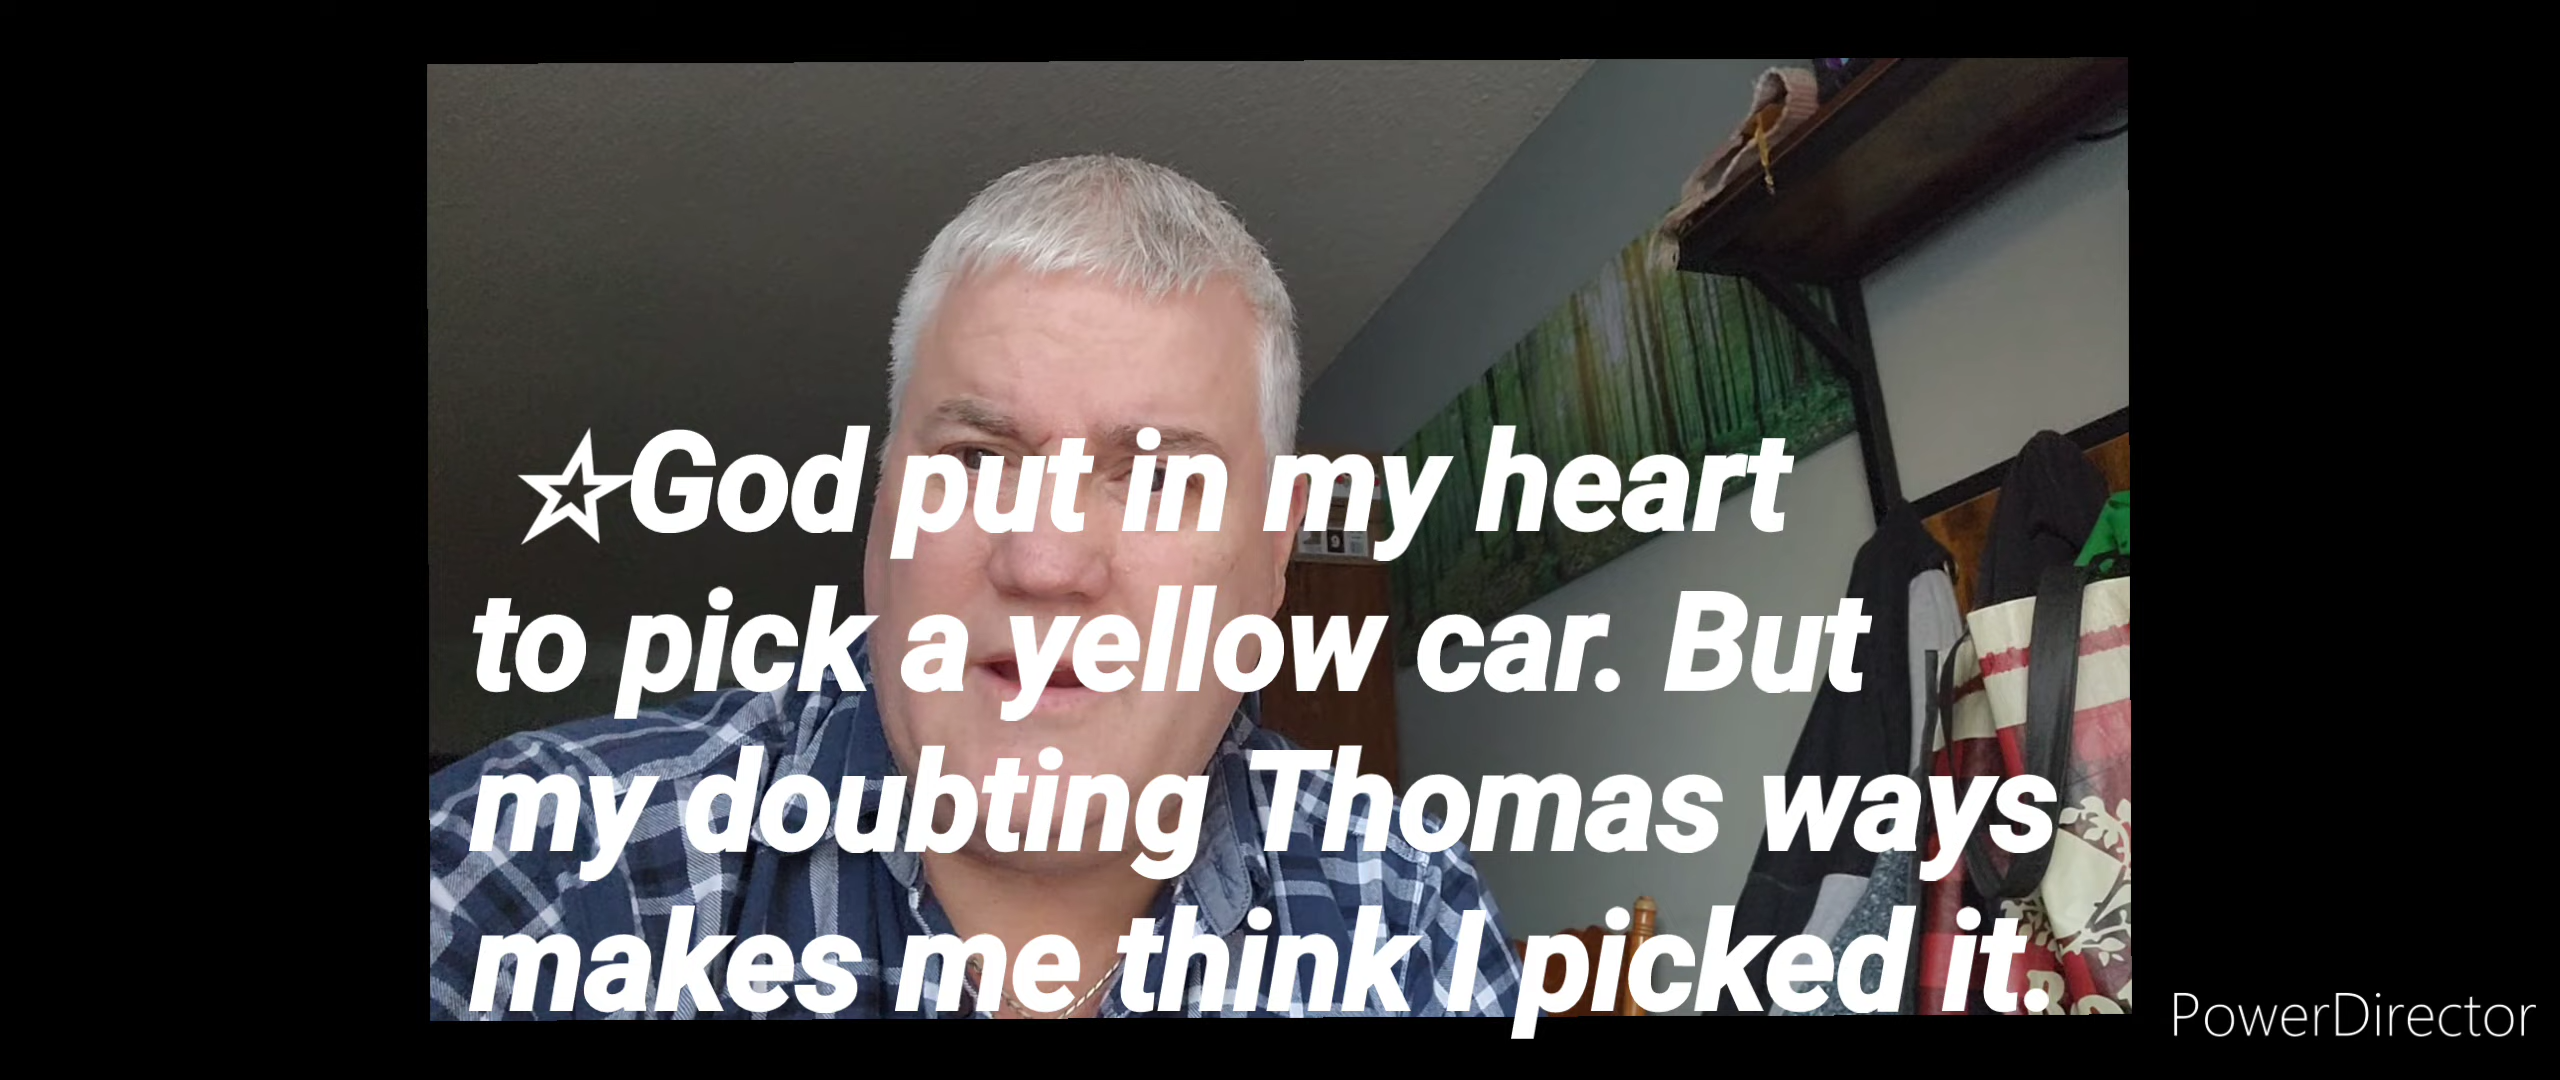 ☆God put in my heart
to pick a yellow car. But
my doubting Thomas ways
makes me think I picked it.
PowerDirector